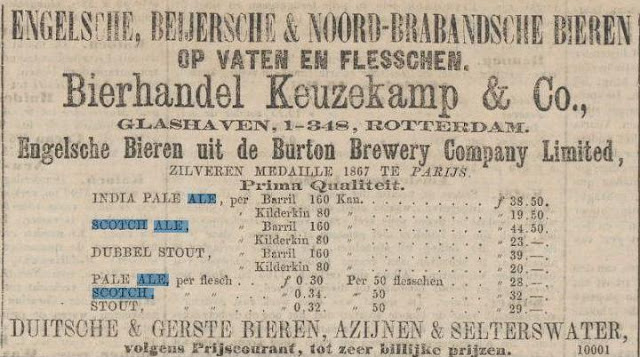 ENGELSCHE, BEIJERSCHE & NOORD-BRABANDSCHE BIEREN
OP VATEN EN FLESSCHEN.
Bierhandel Keuzekamp & Co.,
GLASHAVEN, 1-348, ROTTERDAM.
Engelsche Bieren uit de Burton Brewery Company Limited,
ZILVEREN MEDAILLE 1867 TE PARIJS.
Prima Qualiteit.
INDIA PALE ALE, per Barril 160 Kan. . . . . . . . ƒ 38.50.
„ Kilderkin 80 „ . . . . . . . . „ 19.50.
SCOTCH ALE, „ Barril 160 „ . . . . . . . . „ 44.50.
„ Kilderkin 80 „ . . . . . . . . „ 23.—.
DUBBEL STOUT, „ Barril 160 „ . . . . . . . . „ 39.—.
„ Kilderkin 80 „ . . . . . . . . „ 20.—.
PALE ALE, per flesch . ƒ 0.30 Per 50 flesschen . . . „ 28.—
SCOTCH, „ „ „ 0.34. „ 50 „ . . . „ 32.—
STOUT, „ „ „ 0.32. „ 50 „ . . . „ 29.—
DUITSCHE & GERSTE BIEREN, AZIJNEN & SELTERSWATER,
volgens Prijscourant, tot zeer billijke prijzen. 10001